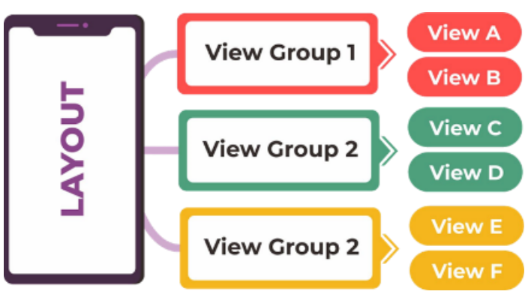 LAYOUT
View Group 1
View A
View B
View Group 2
View C
View D
View Group 2
View E
View F